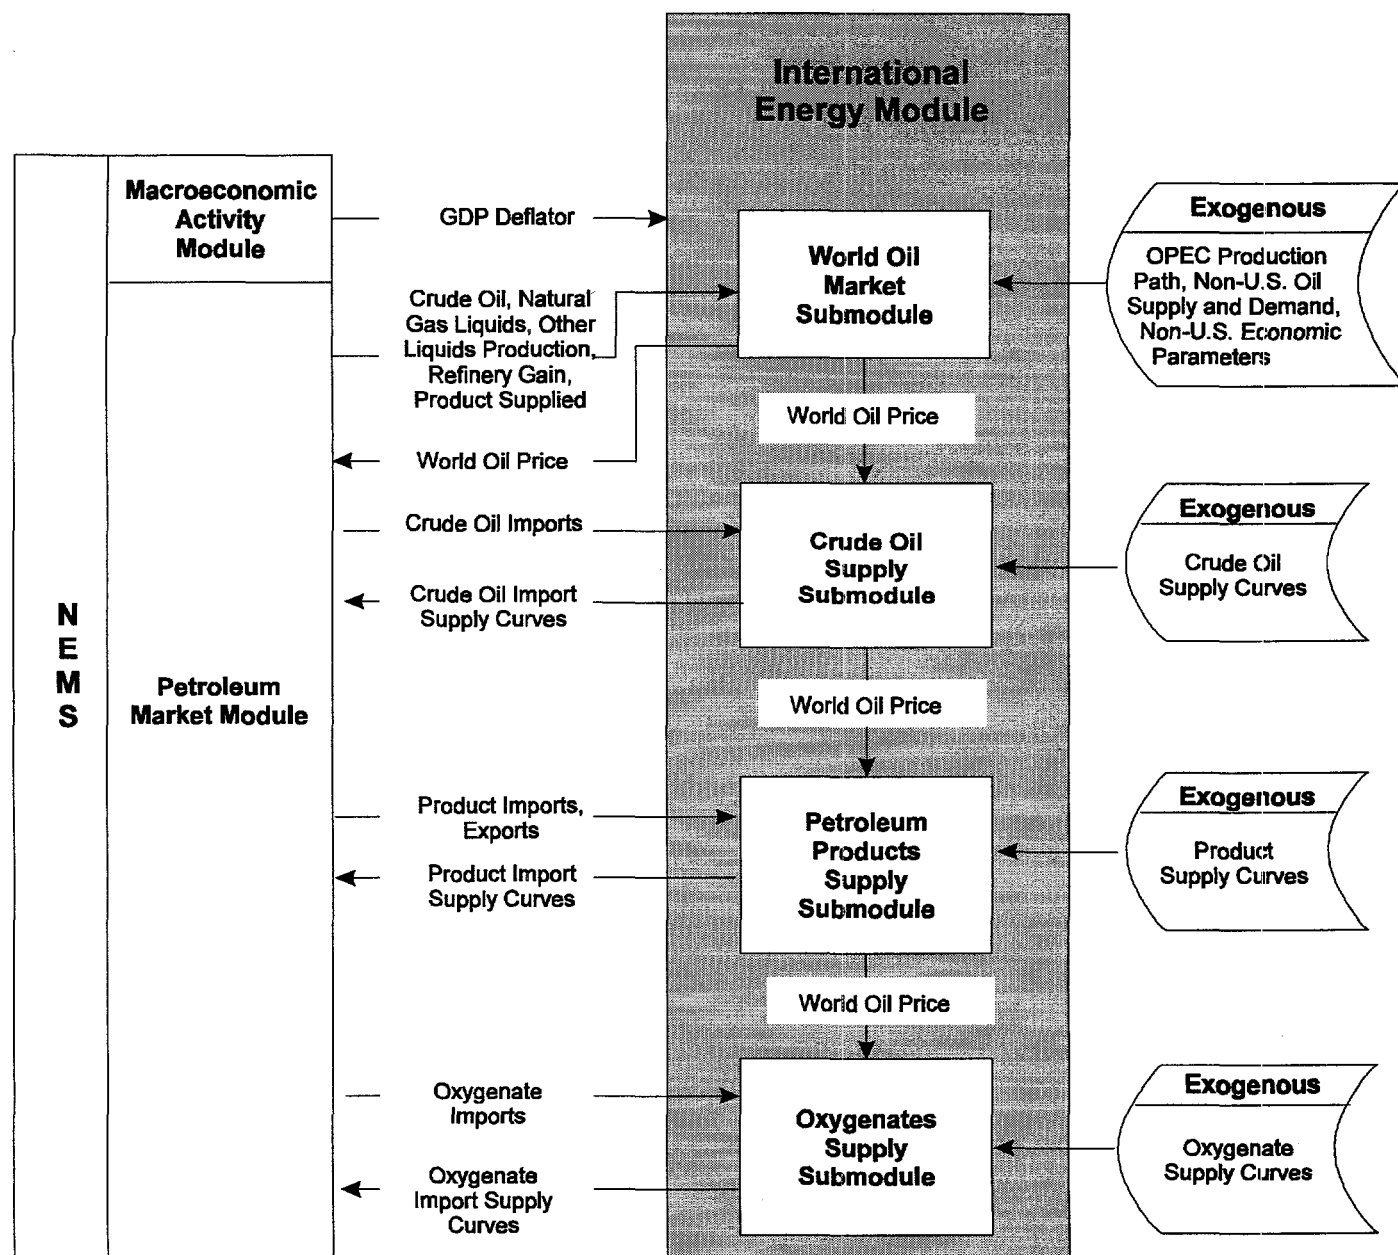 International
Energy Module
Macroeconomic
Activity
Module
GDP Deflator
World Oil
Market
Submodule
Exogenous
OPEC Production
Path, Non-U.S. Oil
Supply and Demand,
Non-U.S. Economic
Parameters
Crude Oil, Natural
Gas Liquids, Other
Liquids Production,
Refinery Gain,
Product Supplied
World Oil Price
World Oil Price
Crude Oil Imports
Crude Oil
Supply
Submodule
Exogenous
Crude Oil
Supply Curves
Crude Oil Import
Supply Curves
N
E
M
S
Petroleum
Market Module
World Oil Price
Product Imports,
Exports
Petroleum
Products
Supply
Submodule
Exogenous
Product
Supply Curves
Product Import
Supply Curves
World Oil Price
Oxygenate
Imports
Oxygenates
Supply
Submodule
Exogenous
Oxygenate
Supply Curves
Oxygenate
Import Supply
Curves